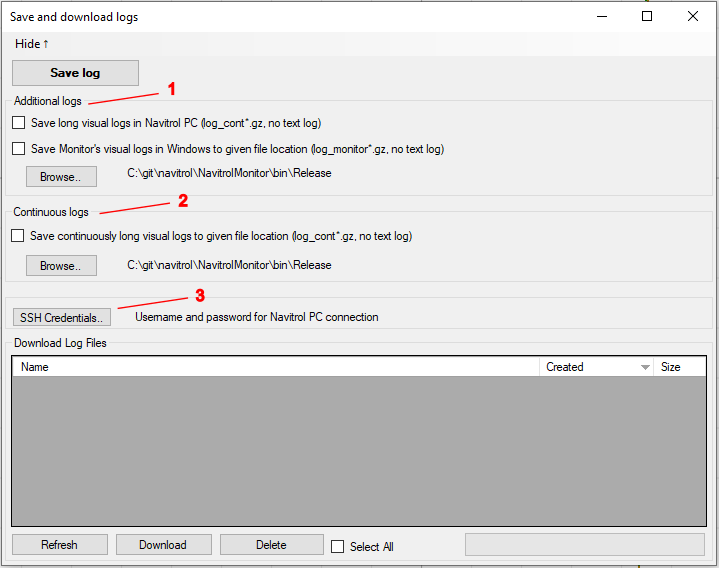 Save and download logs
Hide ↑
Save log
1
Additional logs
Save long visual logs in Navitrol PC (log_cont*.gz, no text log)
Save Monitor's visual logs in Windows to given file location (log_monitor*.gz, no text log)
Browse.. C:\git\navitrol\NavitrolMonitor\bin\Release
2
Continuous logs
Save continuously long visual logs to given file location (log_cont*.gz, no text log)
Browse.. C:\git\navitrol\NavitrolMonitor\bin\Release
3
SSH Credentials.. Username and password for Navitrol PC connection
Download Log Files
Name Created Size
Refresh Download Delete Select All